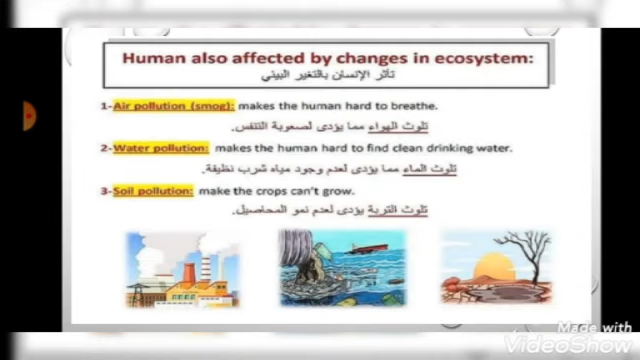 Human also affected by changes in ecosystem:
تأثر الإنسان بالتغير البيئي
1-Air pollution (smog): makes the human hard to breathe.
تلوث الهواء مما يؤدى لصعوبة التنفس.
2-Water pollution: makes the human hard to find clean drinking water.
تلوث الماء مما يؤدى لعدم وجود مياه شرب نظيفة.
3-Soil pollution: make the crops can't grow.
تلوث التربة يؤدى لعدم نمو المحاصيل.
Made with
VideoShow